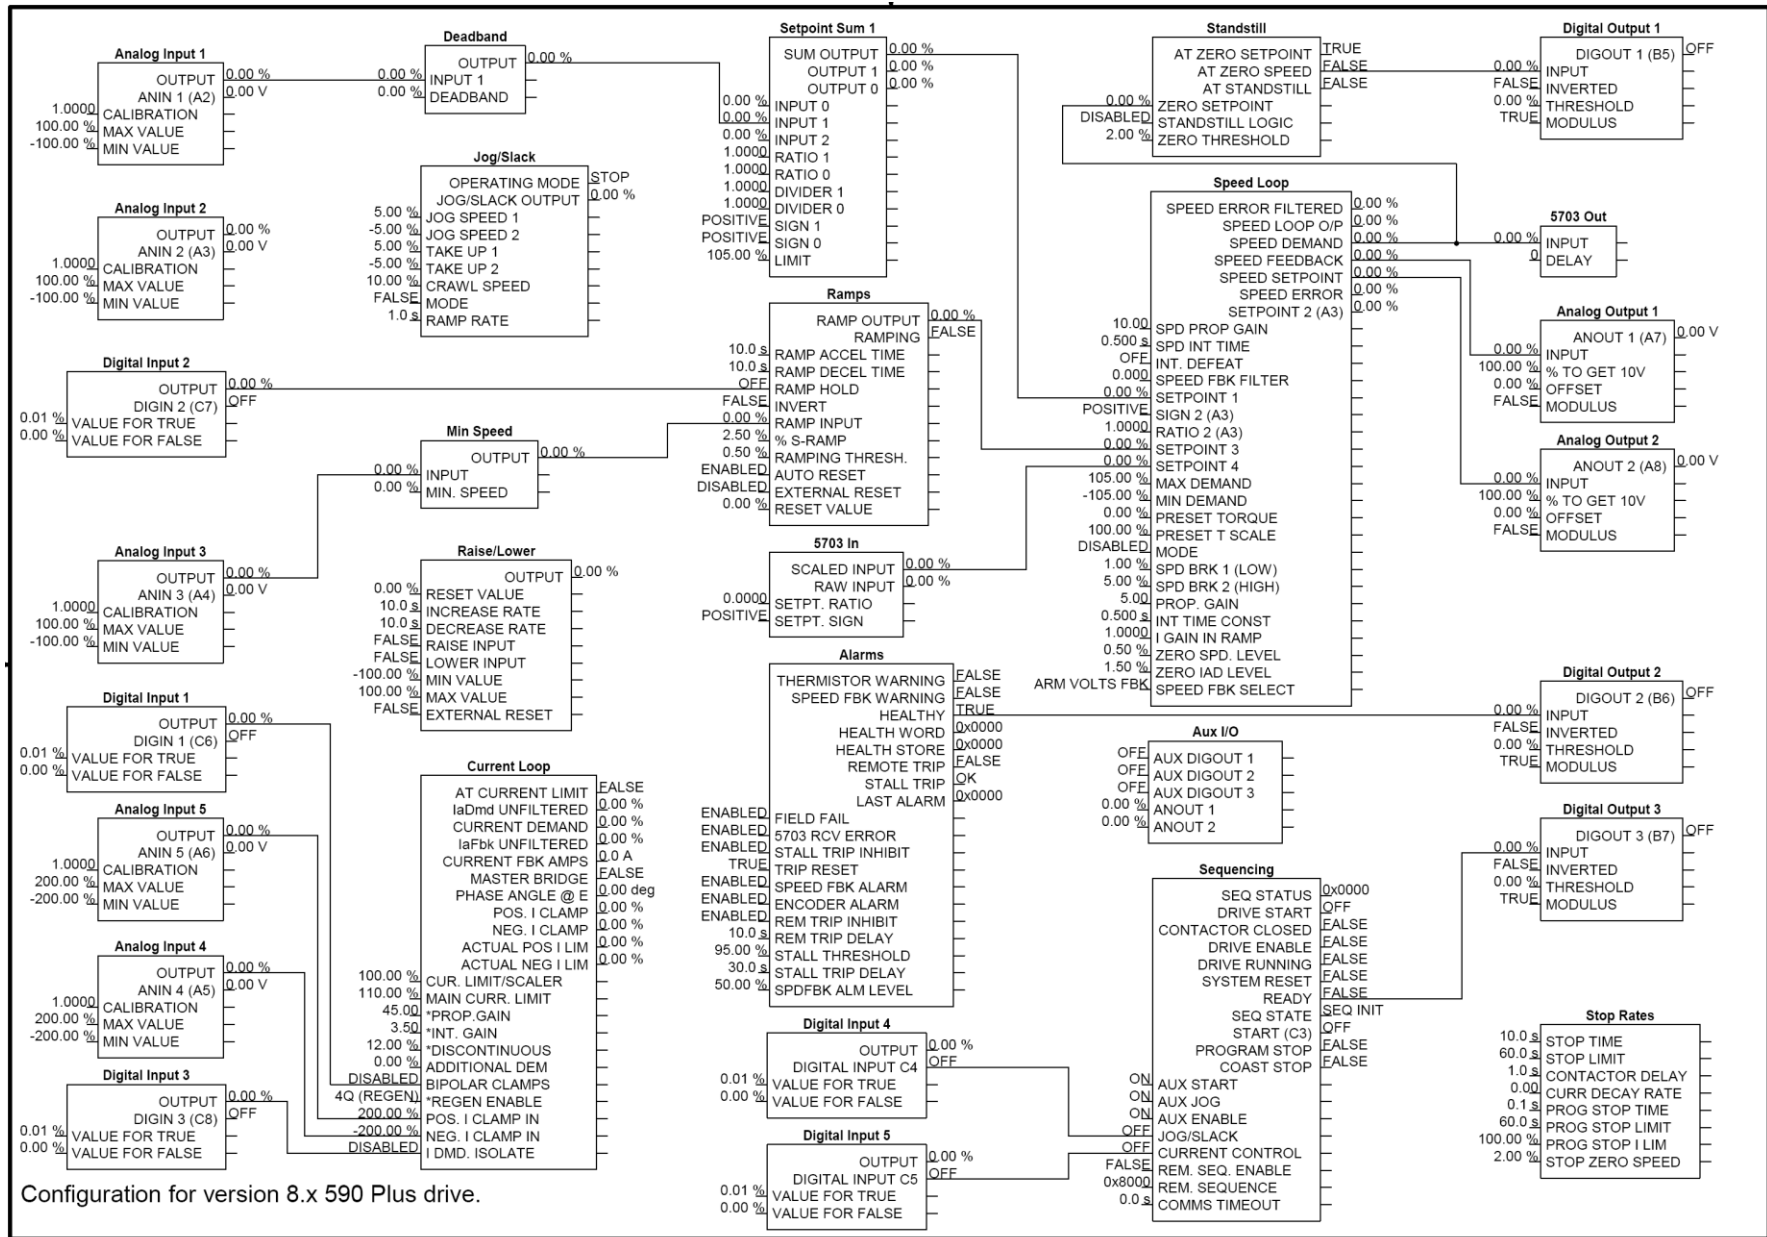 Analog Input 1
OUTPUT 0.00 %
ANIN 1 (A2) 0.00 V
1.0000 CALIBRATION
100.00 % MAX VALUE
-100.00 % MIN VALUE
Analog Input 2
OUTPUT 0.00 %
ANIN 2 (A3) 0.00 V
1.0000 CALIBRATION
100.00 % MAX VALUE
-100.00 % MIN VALUE
Digital Input 2
OUTPUT 0.00 %
DIGIN 2 (C7) OFF
0.01 % VALUE FOR TRUE
0.00 % VALUE FOR FALSE
Analog Input 3
OUTPUT 0.00 %
ANIN 3 (A4) 0.00 V
1.0000 CALIBRATION
100.00 % MAX VALUE
-100.00 % MIN VALUE
Digital Input 1
OUTPUT 0.00 %
DIGIN 1 (C6) OFF
0.01 % VALUE FOR TRUE
0.00 % VALUE FOR FALSE
Analog Input 5
OUTPUT 0.00 %
ANIN 5 (A6) 0.00 V
1.0000 CALIBRATION
200.00 % MAX VALUE
-200.00 % MIN VALUE
Analog Input 4
OUTPUT 0.00 %
ANIN 4 (A5) 0.00 V
1.0000 CALIBRATION
200.00 % MAX VALUE
-200.00 % MIN VALUE
Digital Input 3
OUTPUT 0.00 %
DIGIN 3 (C8) OFF
0.01 % VALUE FOR TRUE
0.00 % VALUE FOR FALSE
Configuration for version 8.x 590 Plus drive.
Deadband
OUTPUT 0.00 %
0.00 % INPUT 1
0.00 % DEADBAND
Jog/Slack
OPERATING MODE STOP
JOG/SLACK OUTPUT 0.00 %
5.00 % JOG SPEED 1
-5.00 % JOG SPEED 2
5.00 % TAKE UP 1
-5.00 % TAKE UP 2
10.00 % CRAWL SPEED
FALSE MODE
1.0 s RAMP RATE
Min Speed
OUTPUT 0.00 %
0.00 % INPUT
0.00 % MIN. SPEED
Raise/Lower
OUTPUT 0.00 %
0.00 % RESET VALUE
10.0 s INCREASE RATE
10.0 s DECREASE RATE
FALSE RAISE INPUT
FALSE LOWER INPUT
-100.00 % MIN VALUE
100.00 % MAX VALUE
FALSE EXTERNAL RESET
Current Loop
AT CURRENT LIMIT FALSE
IaDmd UNFILTERED 0.00 %
CURRENT DEMAND 0.00 %
IaFbk UNFILTERED 0.00 %
CURRENT FBK AMPS 0.0 A
MASTER BRIDGE FALSE
PHASE ANGLE @ E 0.00 deg
POS. I CLAMP 0.00 %
NEG. I CLAMP 0.00 %
ACTUAL POS I LIM 0.00 %
ACTUAL NEG I LIM 0.00 %
100.00 % CUR. LIMIT/SCALER
110.00 % MAIN CURR. LIMIT
45.00 *PROP.GAIN
3.50 *INT. GAIN
12.00 % *DISCONTINUOUS
0.00 % ADDITIONAL DEM
DISABLED BIPOLAR CLAMPS
4Q (REGEN) *REGEN ENABLE
200.00 % POS. I CLAMP IN
-200.00 % NEG. I CLAMP IN
DISABLED I DMD. ISOLATE
Setpoint Sum 1
SUM OUTPUT 0.00 %
OUTPUT 1 0.00 %
OUTPUT 0 0.00 %
0.00 % INPUT 0
0.00 % INPUT 1
0.00 % INPUT 2
1.0000 RATIO 1
1.0000 RATIO 0
1.0000 DIVIDER 1
1.0000 DIVIDER 0
POSITIVE SIGN 1
POSITIVE SIGN 0
105.00 % LIMIT
Ramps
RAMP OUTPUT 0.00 %
RAMPING FALSE
10.0 s RAMP ACCEL TIME
10.0 s RAMP DECEL TIME
OFF RAMP HOLD
FALSE INVERT
0.00 % RAMP INPUT
2.50 % % S-RAMP
0.50 % RAMPING THRESH.
ENABLED AUTO RESET
DISABLED EXTERNAL RESET
0.00 % RESET VALUE
5703 In
SCALED INPUT 0.00 %
RAW INPUT 0.00 %
0.0000 SETPT. RATIO
POSITIVE SETPT. SIGN
Alarms
THERMISTOR WARNING FALSE
SPEED FBK WARNING FALSE
HEALTHY TRUE
HEALTH WORD 0x0000
HEALTH STORE 0x0000
REMOTE TRIP FALSE
STALL TRIP OK
LAST ALARM 0x0000
ENABLED FIELD FAIL
ENABLED 5703 RCV ERROR
ENABLED STALL TRIP INHIBIT
TRUE TRIP RESET
ENABLED SPEED FBK ALARM
ENABLED ENCODER ALARM
ENABLED REM TRIP INHIBIT
10.0 s REM TRIP DELAY
95.00 % STALL THRESHOLD
30.0 s STALL TRIP DELAY
50.00 % SPDFBK ALM LEVEL
Digital Input 4
OUTPUT 0.00 %
DIGITAL INPUT C4 OFF
0.01 % VALUE FOR TRUE
0.00 % VALUE FOR FALSE
Digital Input 5
OUTPUT 0.00 %
DIGITAL INPUT C5 OFF
0.01 % VALUE FOR TRUE
0.00 % VALUE FOR FALSE
Standstill
AT ZERO SETPOINT TRUE
AT ZERO SPEED FALSE
AT STANDSTILL FALSE
0.00 % ZERO SETPOINT
DISABLED STANDSTILL LOGIC
2.00 % ZERO THRESHOLD
Speed Loop
SPEED ERROR FILTERED 0.00 %
SPEED LOOP O/P 0.00 %
SPEED DEMAND 0.00 %
SPEED FEEDBACK 0.00 %
SPEED SETPOINT 0.00 %
SPEED ERROR 0.00 %
SETPOINT 2 (A3) 0.00 %
10.00 SPD PROP GAIN
0.500 s SPD INT TIME
OFF INT. DEFEAT
0.000 SPEED FBK FILTER
0.00 % SETPOINT 1
POSITIVE SIGN 2 (A3)
1.0000 RATIO 2 (A3)
0.00 % SETPOINT 3
0.00 % SETPOINT 4
105.00 % MAX DEMAND
-105.00 % MIN DEMAND
0.00 % PRESET TORQUE
100.00 % PRESET T SCALE
DISABLED MODE
1.00 % SPD BRK 1 (LOW)
5.00 % SPD BRK 2 (HIGH)
5.00 PROP. GAIN
0.500 s INT TIME CONST
1.0000 I GAIN IN RAMP
0.50 % ZERO SPD. LEVEL
1.50 % ZERO IAD LEVEL
ARM VOLTS FBK SPEED FBK SELECT
Aux I/O
OFF AUX DIGOUT 1
OFF AUX DIGOUT 2
OFF AUX DIGOUT 3
0.00 % ANOUT 1
0.00 % ANOUT 2
Sequencing
SEQ STATUS 0x0000
DRIVE START OFF
CONTACTOR CLOSED FALSE
DRIVE ENABLE FALSE
DRIVE RUNNING FALSE
SYSTEM RESET FALSE
READY FALSE
SEQ STATE SEQ INIT
START (C3) OFF
PROGRAM STOP FALSE
COAST STOP FALSE
ON AUX START
ON AUX JOG
ON AUX ENABLE
OFF JOG/SLACK
OFF CURRENT CONTROL
FALSE REM. SEQ. ENABLE
0x8000 REM. SEQUENCE
0.0 s COMMS TIMEOUT
Digital Output 1
DIGOUT 1 (B5) OFF
0.00 % INPUT
FALSE INVERTED
0.00 % THRESHOLD
TRUE MODULUS
5703 Out
0.00 % INPUT
0 DELAY
Analog Output 1
ANOUT 1 (A7) 0.00 V
0.00 % INPUT
100.00 % % TO GET 10V
0.00 % OFFSET
FALSE MODULUS
Analog Output 2
ANOUT 2 (A8) 0.00 V
0.00 % INPUT
100.00 % % TO GET 10V
0.00 % OFFSET
FALSE MODULUS
Digital Output 2
DIGOUT 2 (B6) OFF
0.00 % INPUT
FALSE INVERTED
0.00 % THRESHOLD
TRUE MODULUS
Digital Output 3
DIGOUT 3 (B7) OFF
0.00 % INPUT
FALSE INVERTED
0.00 % THRESHOLD
TRUE MODULUS
Stop Rates
10.0 s STOP TIME
60.0 s STOP LIMIT
1.0 s CONTACTOR DELAY
0.00 CURR DECAY RATE
0.1 s PROG STOP TIME
60.0 s PROG STOP LIMIT
100.00 % PROG STOP I LIM
2.00 % STOP ZERO SPEED